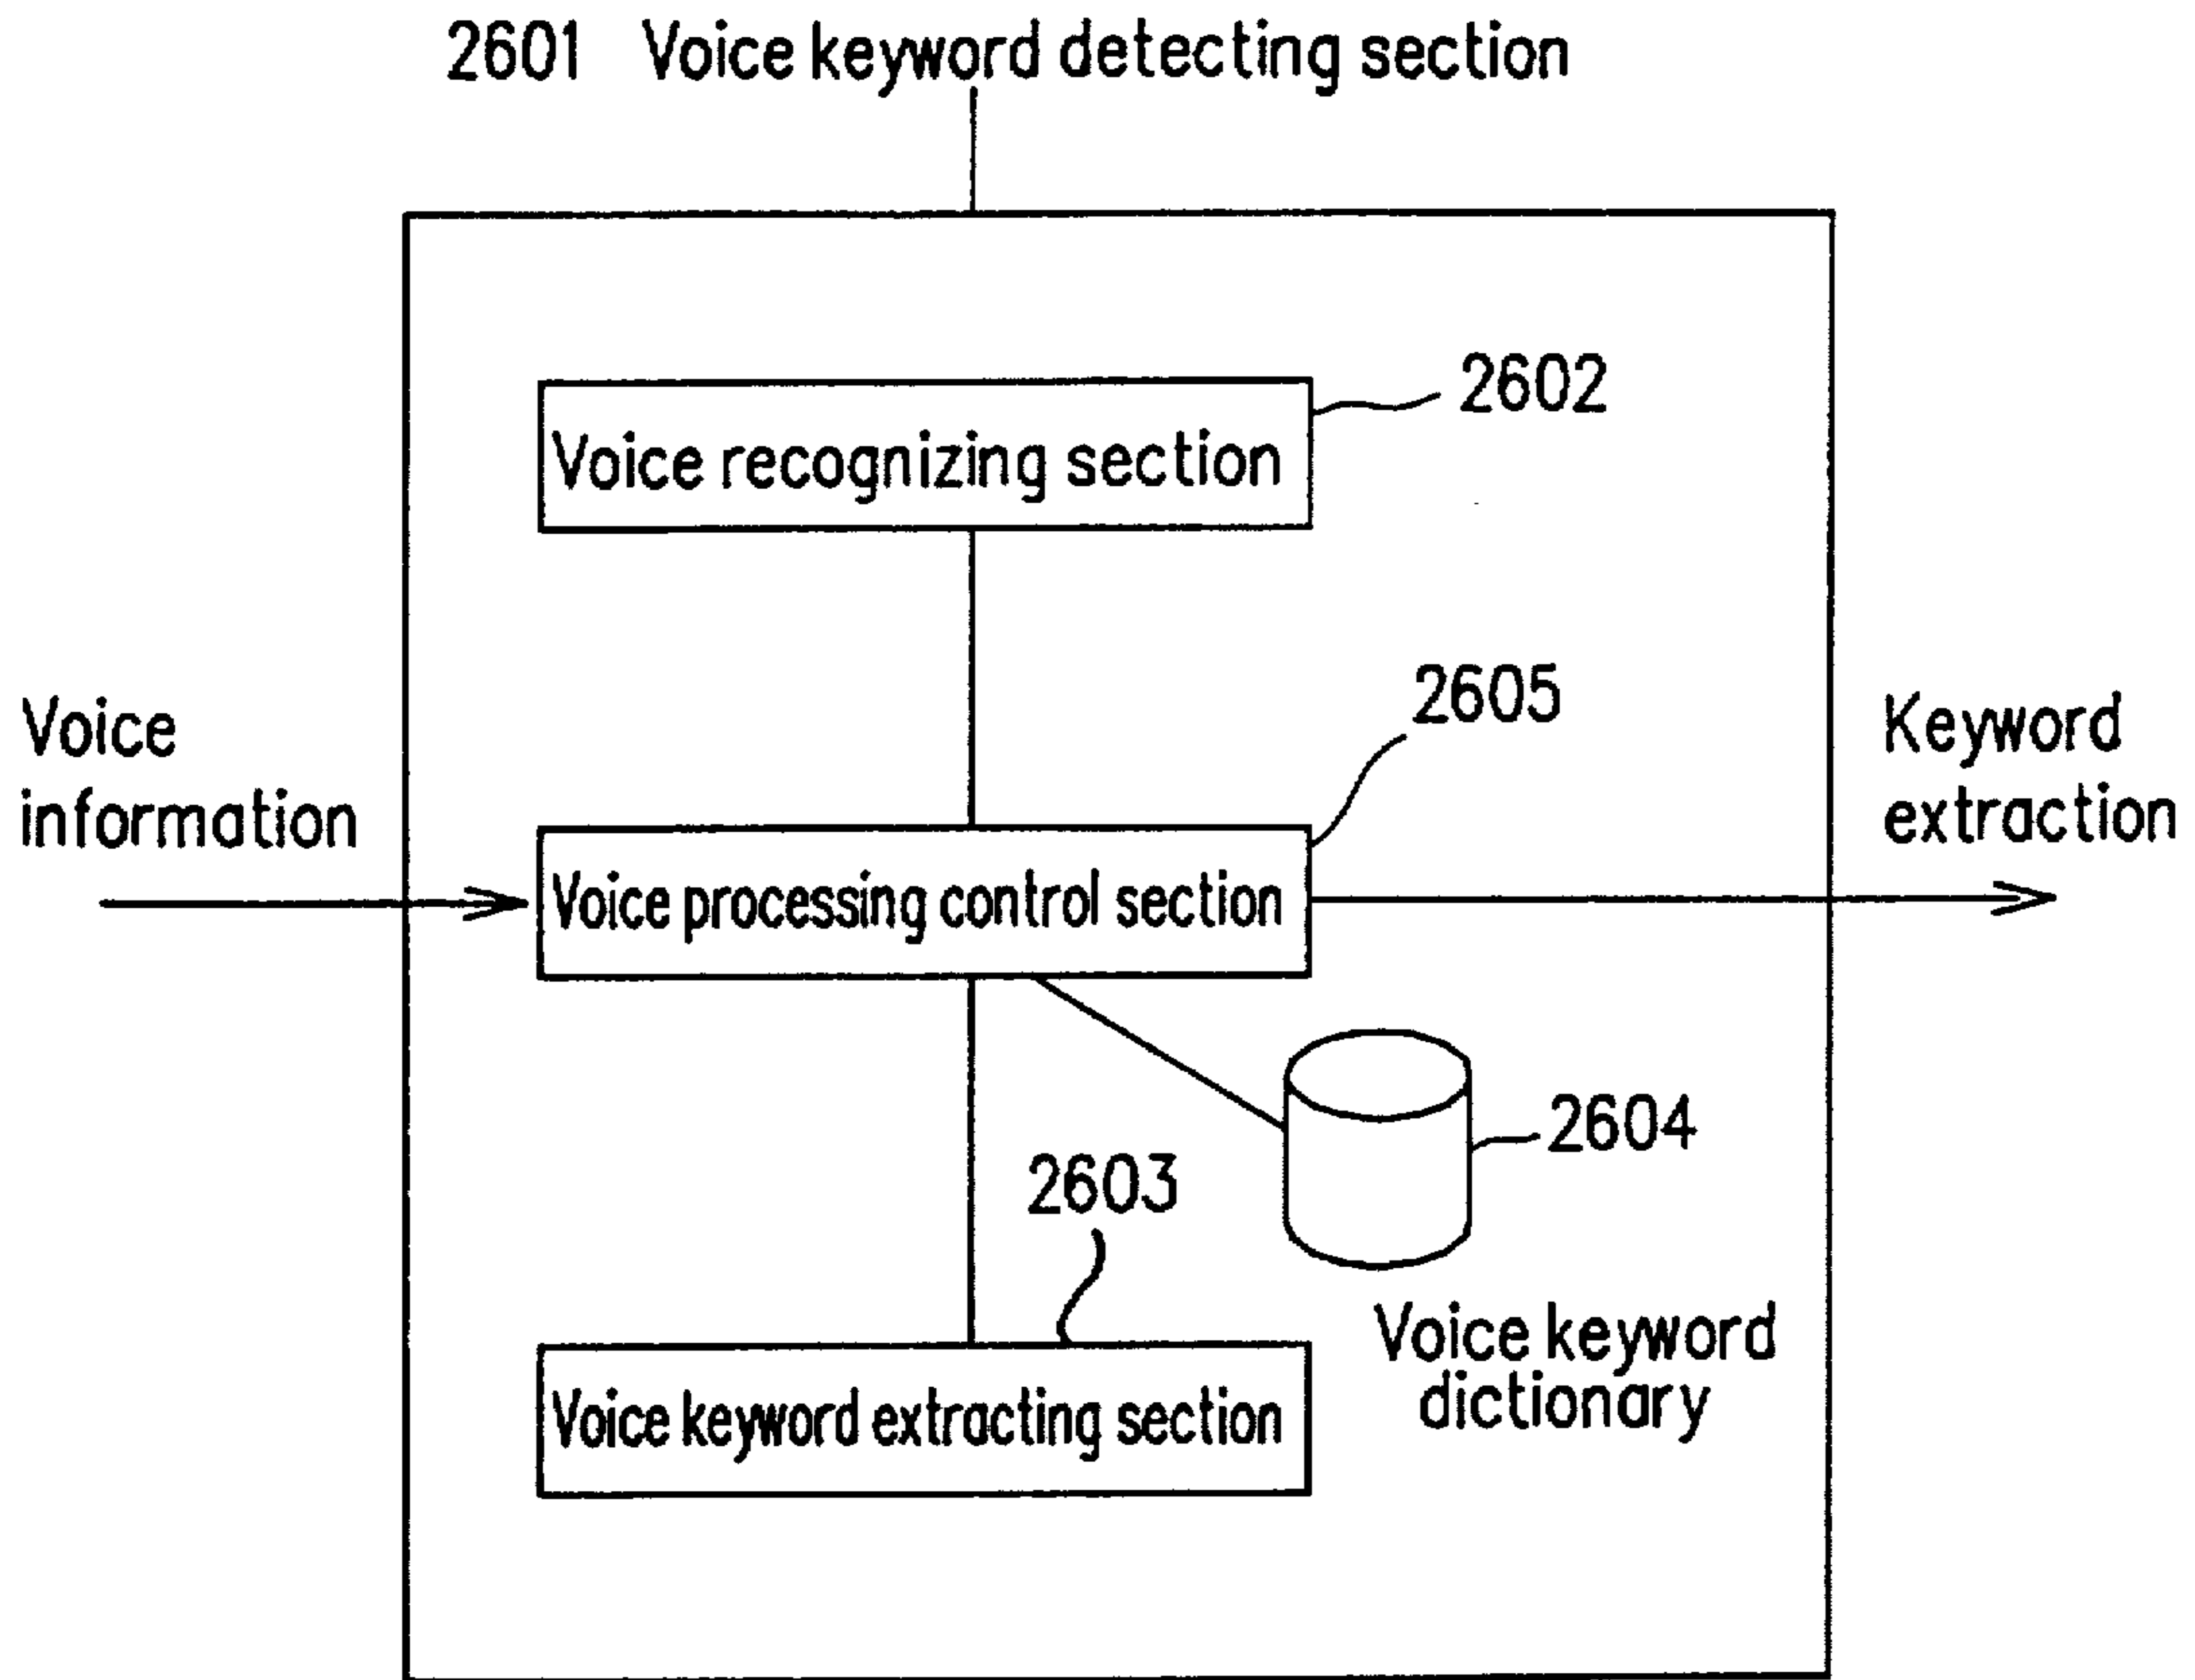 2601 Voice keyword detecting section
2602
Voice recognizing section
2605
Voice
information
Keyword
extraction
Voice processing control section
2604
2603
Voice keyword
dictionary
Voice keyword extracting section